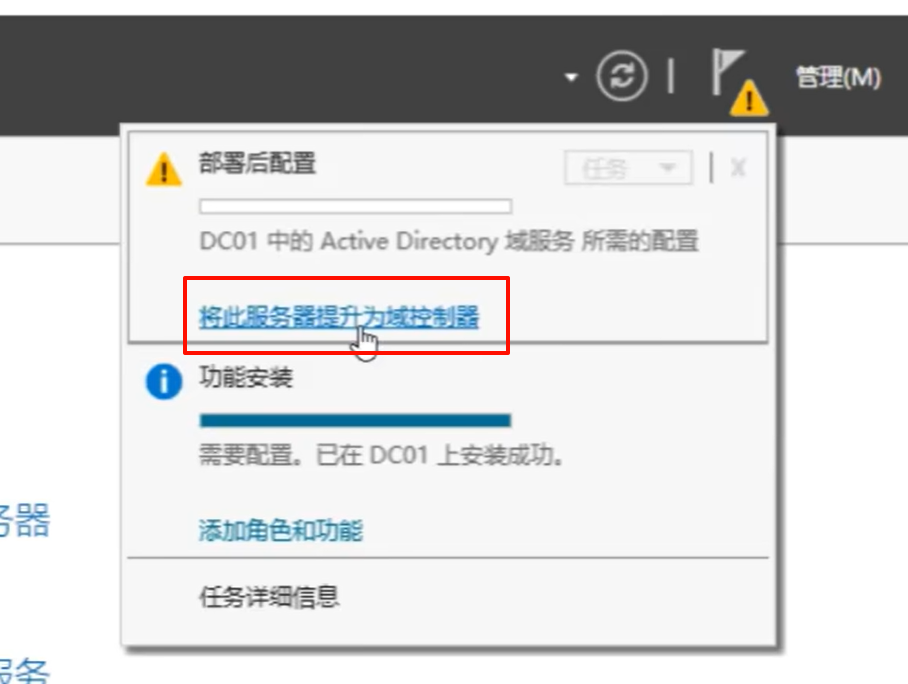 管理(M)
部署后配置
任务
X
DC01 中的 Active Directory 域服务 所需的配置
将此服务器提升为域控制器
功能安装
需要配置。已在 DC01 上安装成功。
务器
添加角色和功能
任务详细信息
服务